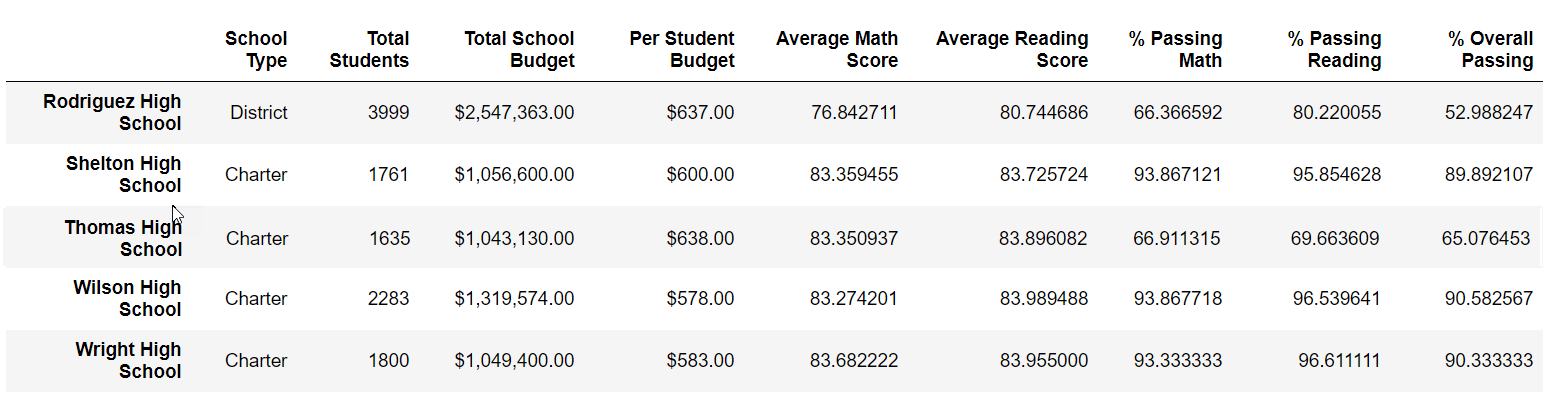 School Total Total School Per Student Average Math Average Reading % Passing % Passing % Overall
Type Students Budget Budget Score Score Math Reading Passing
Rodriguez High
School District 3999 $2,547,363.00 $637.00 76.842711 80.744686 66.366592 80.220055 52.988247
Shelton High
School Charter 1761 $1,056,600.00 $600.00 83.359455 83.725724 93.867121 95.854628 89.892107
Thomas High
School Charter 1635 $1,043,130.00 $638.00 83.350937 83.896082 66.911315 69.663609 65.076453
Wilson High
School Charter 2283 $1,319,574.00 $578.00 83.274201 83.989488 93.867718 96.539641 90.582567
Wright High
School Charter 1800 $1,049,400.00 $583.00 83.682222 83.955000 93.333333 96.611111 90.333333